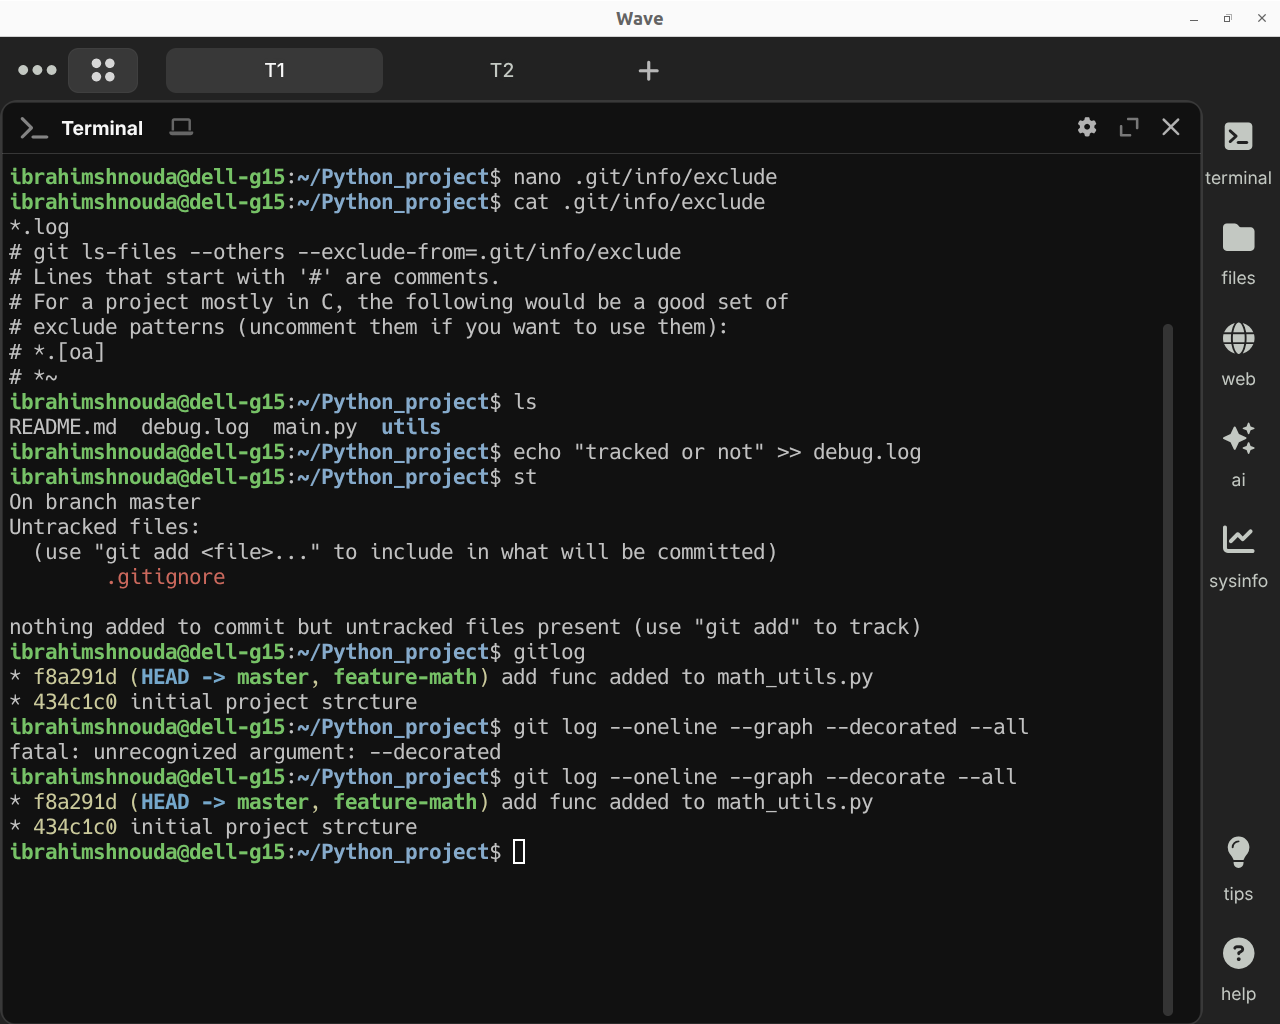 Wave
T1
T2
Terminal
ibrahimshnouda@dell-g15:~/Python_project$ nano .git/info/exclude
ibrahimshnouda@dell-g15:~/Python_project$ cat .git/info/exclude
*.log
# git ls-files --others --exclude-from=.git/info/exclude
# Lines that start with '#' are comments.
# For a project mostly in C, the following would be a good set of
# exclude patterns (uncomment them if you want to use them):
# *.[oa]
# *~
ibrahimshnouda@dell-g15:~/Python_project$ ls
README.md  debug.log  main.py  utils
ibrahimshnouda@dell-g15:~/Python_project$ echo "tracked or not" >> debug.log
ibrahimshnouda@dell-g15:~/Python_project$ st
On branch master
Untracked files:
  (use "git add <file>..." to include in what will be committed)
        .gitignore
nothing added to commit but untracked files present (use "git add" to track)
ibrahimshnouda@dell-g15:~/Python_project$ gitlog
* f8a291d (HEAD -> master, feature-math) add func added to math_utils.py
* 434c1c0 initial project strcture
ibrahimshnouda@dell-g15:~/Python_project$ git log --oneline --graph --decorated --all
fatal: unrecognized argument: --decorated
ibrahimshnouda@dell-g15:~/Python_project$ git log --oneline --graph --decorate --all
* f8a291d (HEAD -> master, feature-math) add func added to math_utils.py
* 434c1c0 initial project strcture
ibrahimshnouda@dell-g15:~/Python_project$
terminal
files
web
ai
sysinfo
tips
help